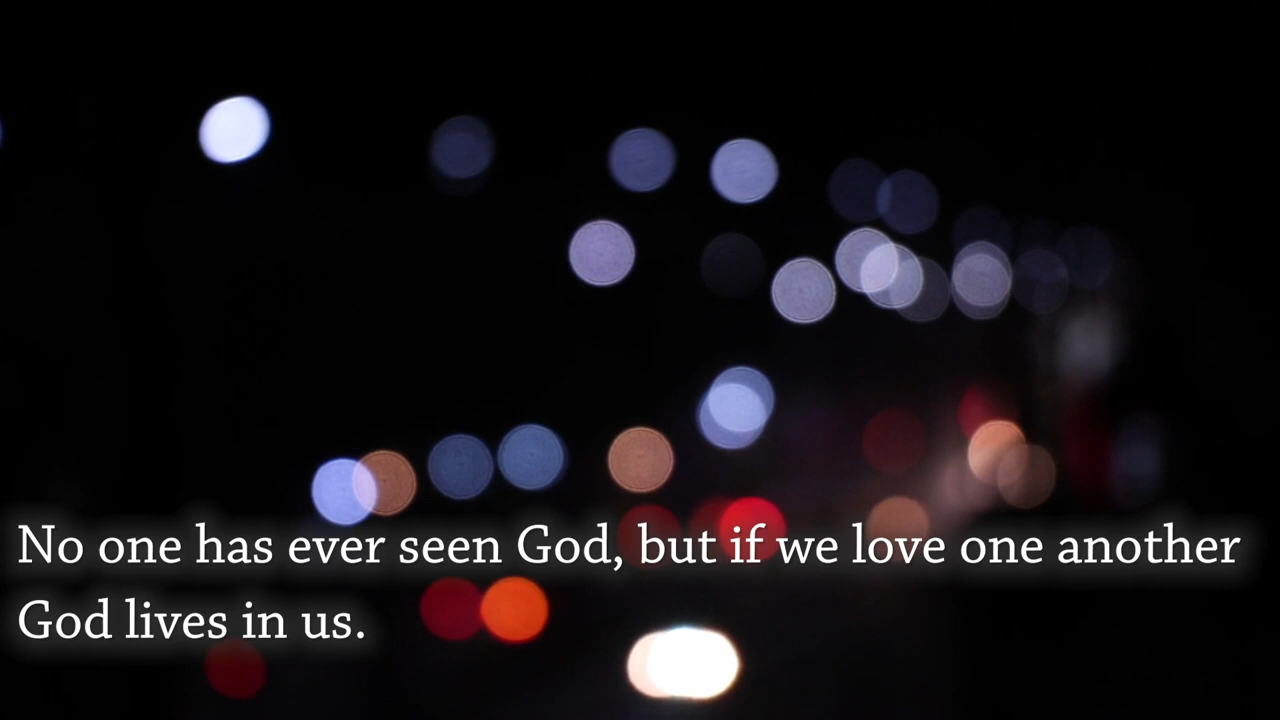 No one has ever seen God, but if we love one another
God lives in us.